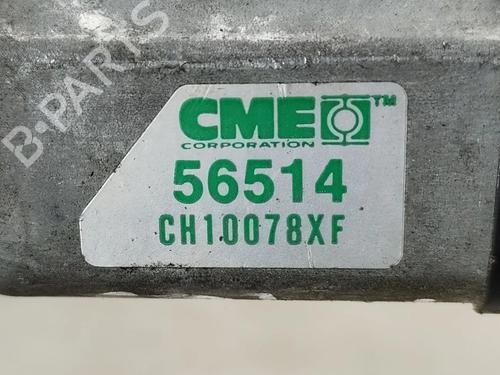 B-PARTS
CME™
CORPORATION
56514
CH10078XF